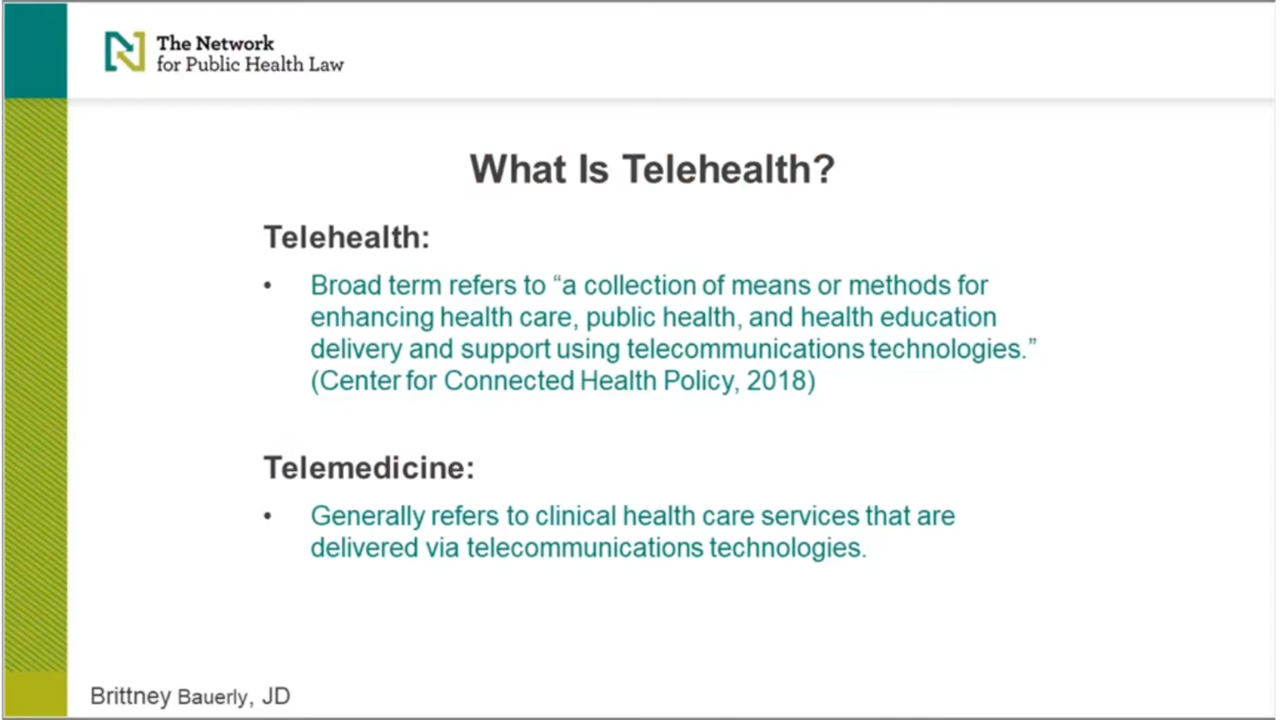 The Network
for Public Health Law
What Is Telehealth?
Telehealth:
• Broad term refers to “a collection of means or methods for
enhancing health care, public health, and health education
delivery and support using telecommunications technologies.”
(Center for Connected Health Policy, 2018)
Telemedicine:
• Generally refers to clinical health care services that are
delivered via telecommunications technologies.
Brittney Bauerly, JD